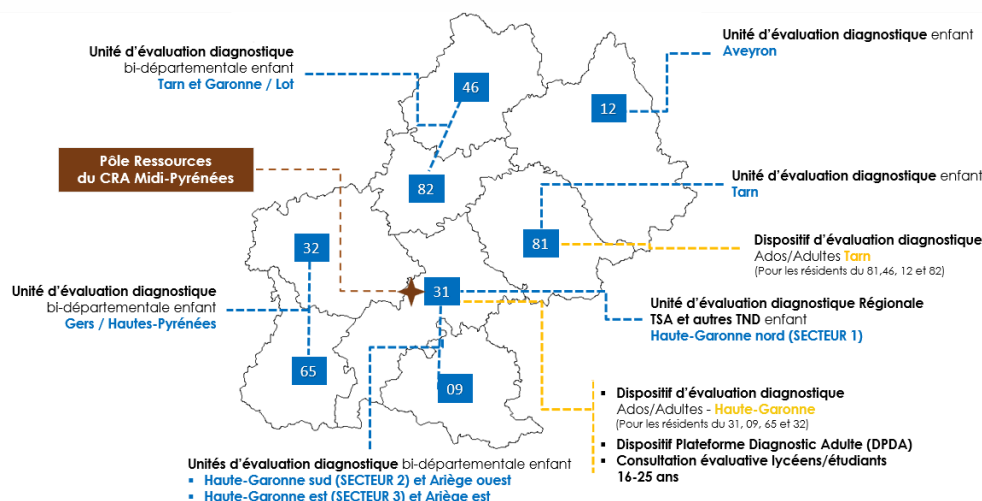 Unité d'évaluation diagnostique
bi-départementale enfant
Tarn et Garonne / Lot
Unité d'évaluation diagnostique enfant
Aveyron
46
12
Pôle Ressources
du CRA Midi-Pyrénées
82
Unité d'évaluation diagnostique enfant
Tarn
32
81
Dispositif d'évaluation diagnostique
Ados/Adultes Tarn
(Pour les résidents du 81,46, 12 et 82)
Unité d'évaluation diagnostique
bi-départementale enfant
Gers / Hautes-Pyrénées
31
Unité d'évaluation diagnostique Régionale
TSA et autres TND enfant
Haute-Garonne nord (SECTEUR 1)
65
09
▪ Dispositif d'évaluation diagnostique
Ados/Adultes - Haute-Garonne
(Pour les résidents du 31, 09, 65 et 32)
▪ Dispositif Plateforme Diagnostic Adulte (DPDA)
▪ Consultation évaluative lycéens/étudiants
16-25 ans
Unités d'évaluation diagnostique bi-départementale enfant
▪ Haute-Garonne sud (SECTEUR 2) et Ariège ouest
▪ Haute-Garonne est (SECTEUR 3) et Ariège est